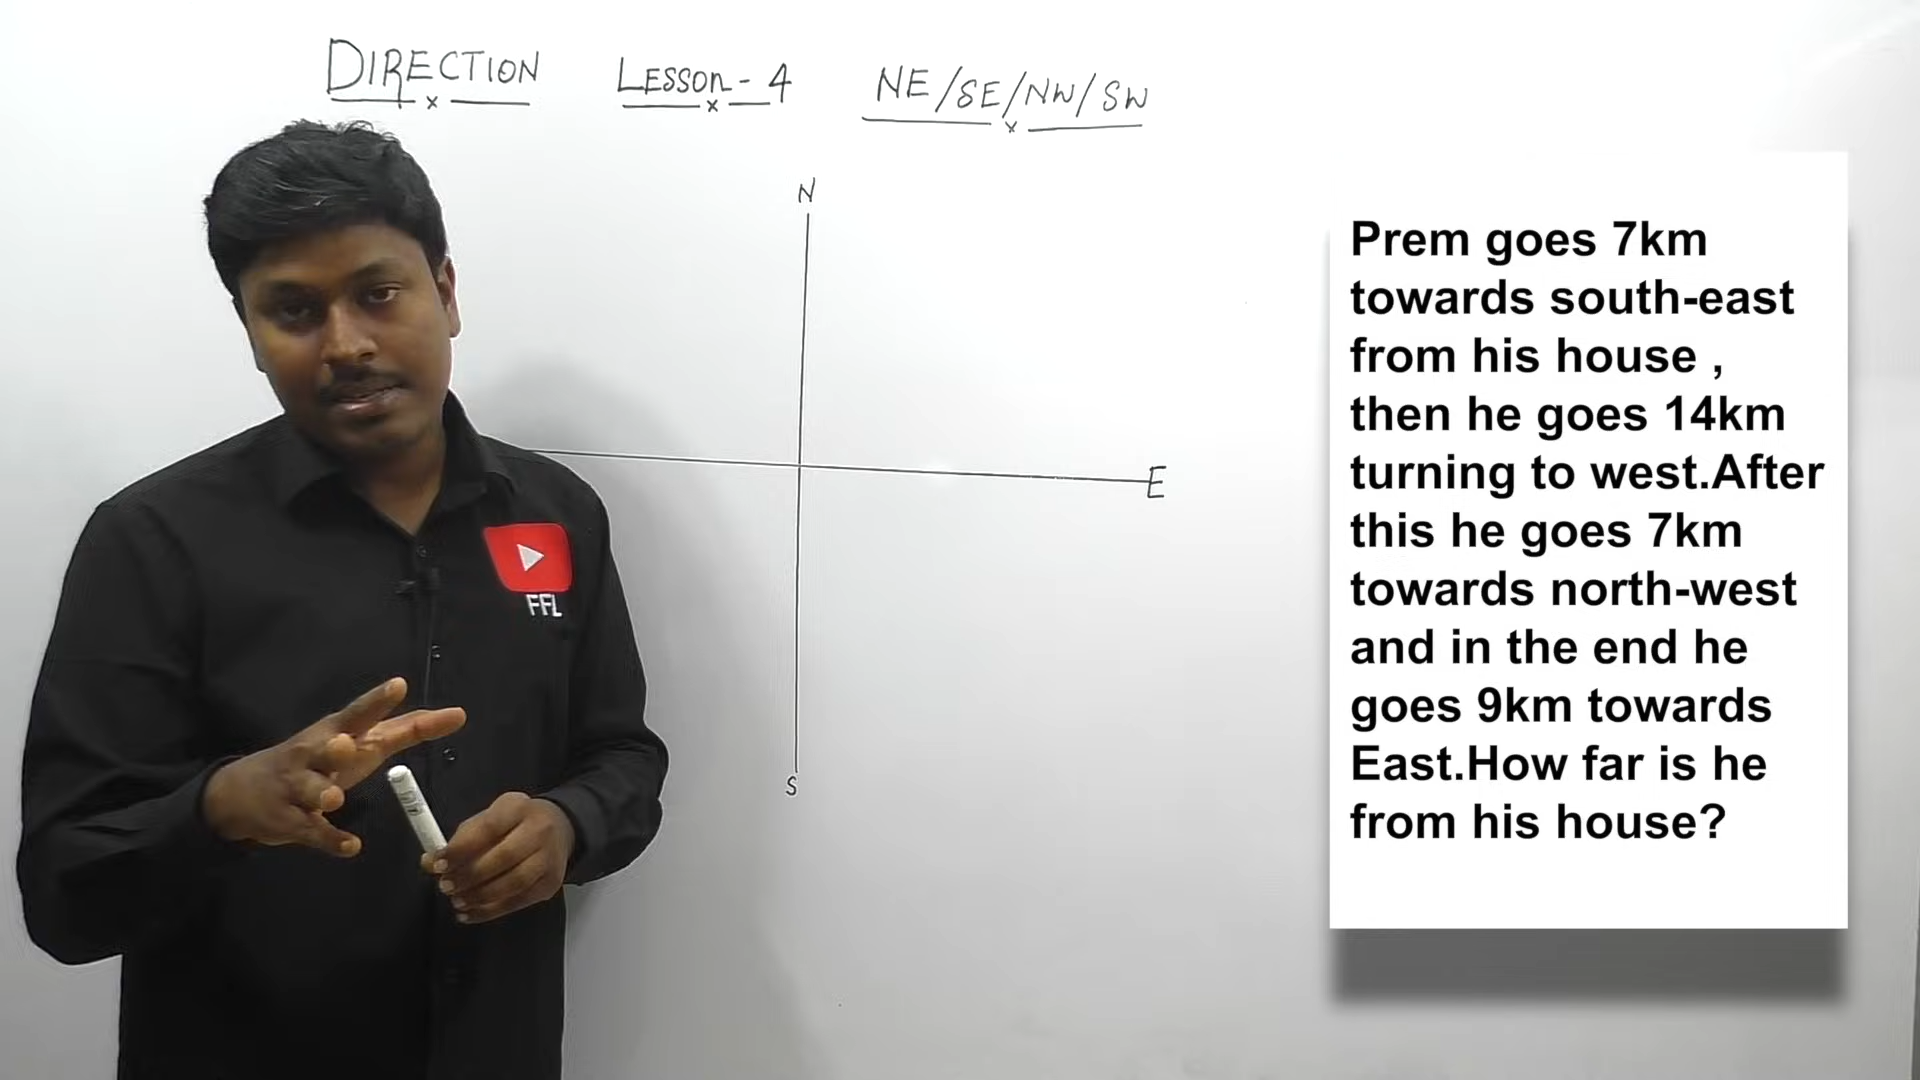 DIRECTION LESSON - 4 NE/SE/NW/SW
N
E
S
FFL
Prem goes 7km
towards south-east
from his house ,
then he goes 14km
turning to west.After
this he goes 7km
towards north-west
and in the end he
goes 9km towards
East.How far is he
from his house?